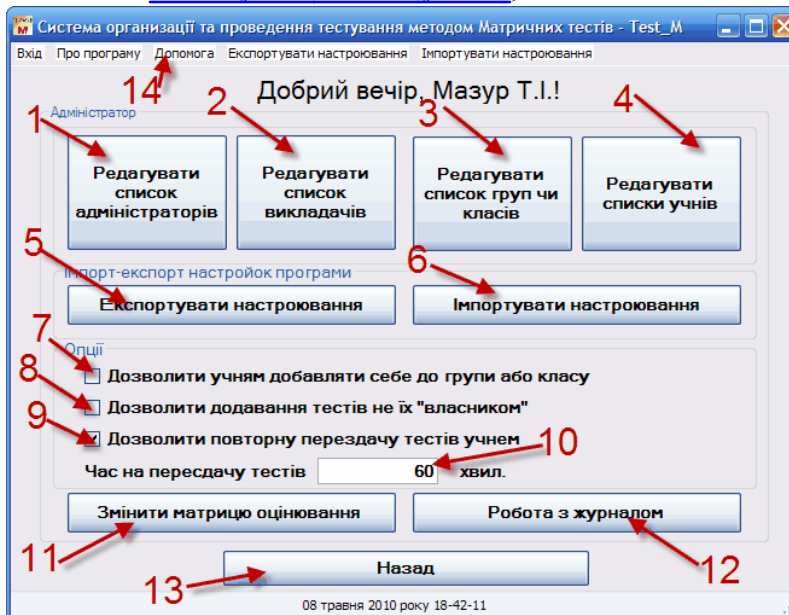 Система организації та проведення тестування методом Матричних тестів - Test_M
Вхід Про програму Допомога Експортувати настроювання Імпортувати настроювання
14
Добрий вечір, Мазур Т.І.!
1
2
3
4
Адміністратор
Редагувати
список
адміністраторів
Редагувати
список
викладачів
Редагувати
список груп чи
класів
Редагувати
списки учнів
5
6
Імпорт-експорт настройок програми
Експортувати настроювання
Імпортувати настроювання
7
Опції
Дозволити учням добавляти себе до групи або класу
8
Дозволити додавання тестів не їх "власником"
9
Дозволити повторну перездачу тестів учнем
10
Час на пересдачу тестів 60 хвил.
Змінити матрицю оцінювання
Робота з журналом
11
12
Назад
13
08 травня 2010 року 18-42-11